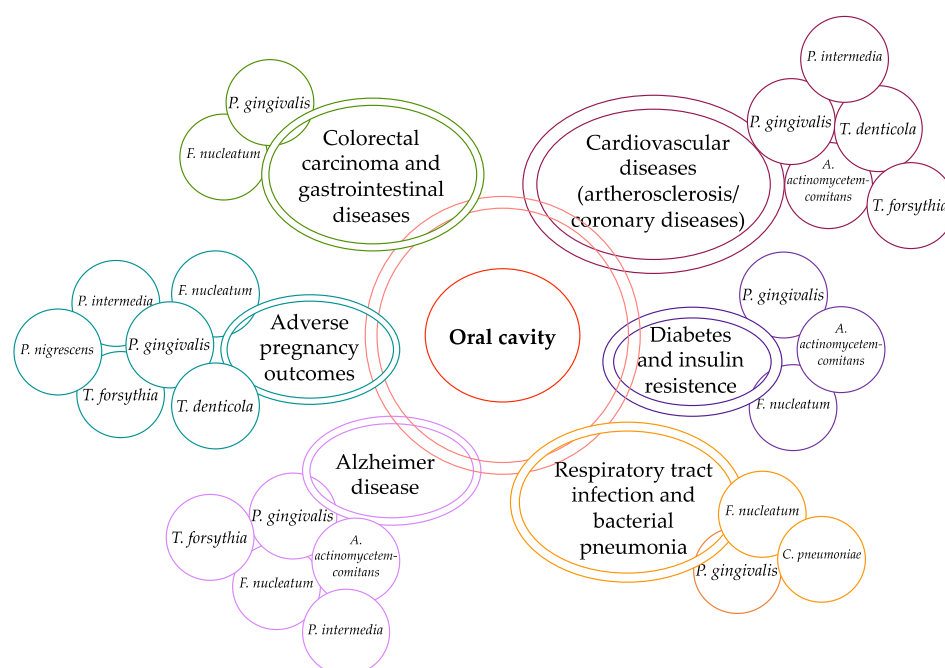 P. gingivalis
F. nucleatum
Colorectal
carcinoma and
gastrointestinal
diseases
Cardiovascular
diseases
(artherosclerosis/
coronary diseases)
P. intermedia
P. gingivalis
T. denticola
A.
actinomycetem-
comitans
T. forsythia
P. intermedia
F. nucleatum
P. nigrescens
P. gingivalis
T. forsythia
T. denticola
Adverse
pregnancy
outcomes
Oral cavity
Diabetes
and insulin
resistence
P. gingivalis
A.
actinomycetem-
comitans
F. nucleatum
Alzheimer
disease
P. gingivalis
T. forsythia
A.
actinomycetem-
comitans
F. nucleatum
P. intermedia
Respiratory tract
infection and
bacterial
pneumonia
F. nucleatum
C. pneumoniae
P. gingivalis